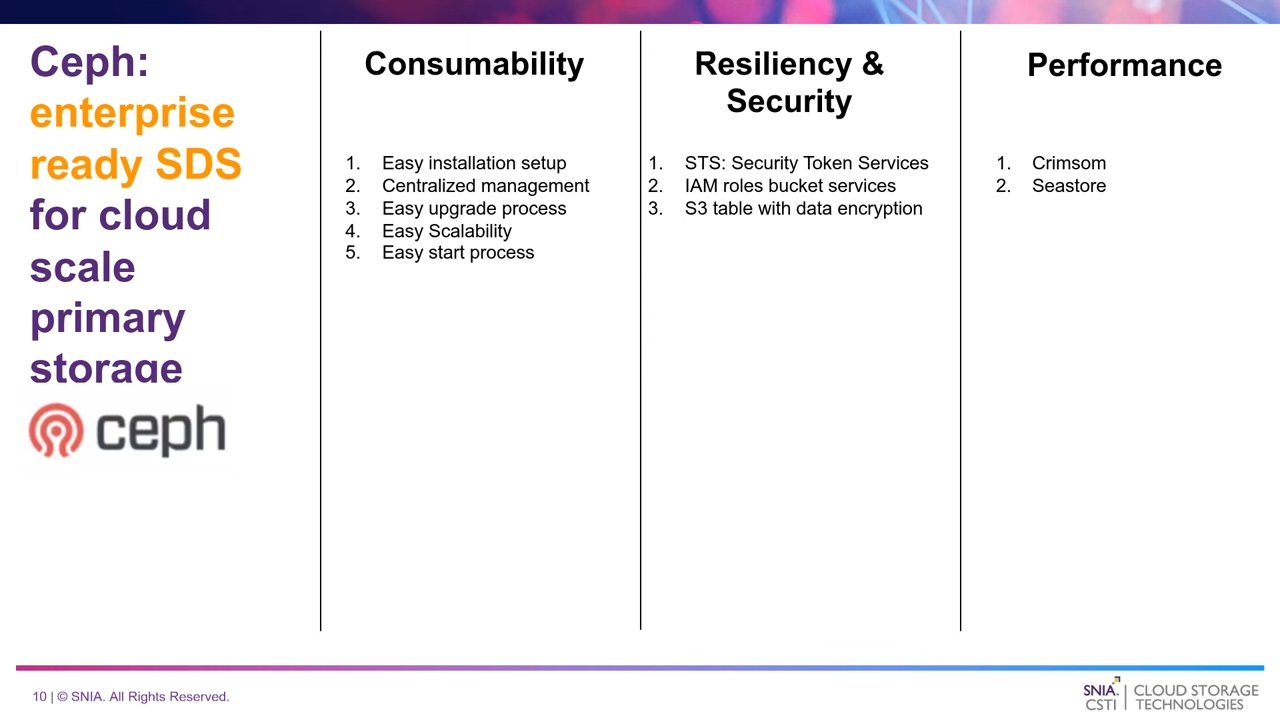 Ceph:
enterprise
ready SDS
for cloud
scale
primary
storage
ceph
Consumability
1. Easy installation setup
2. Centralized management
3. Easy upgrade process
4. Easy Scalability
5. Easy start process
Resiliency &
Security
1. STS: Security Token Services
2. IAM roles bucket services
3. S3 table with data encryption
Performance
1. Crimsom
2. Seastore
10 | © SNIA. All Rights Reserved.
SNIA. | CLOUD STORAGE
CSTI | TECHNOLOGIES